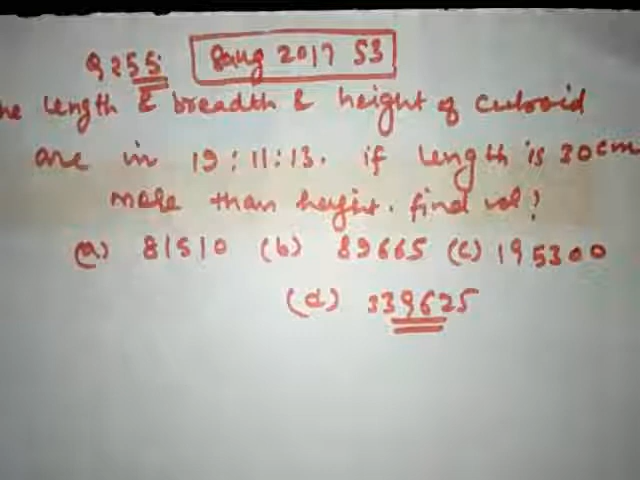 Q255 8aug 2017 S3
he length & breadth & height of cuboid
are in 19:11:13. if length is 30cm
more than height. find vol?
(a) 81510 (b) 89665 (c) 195300
(d) 339625